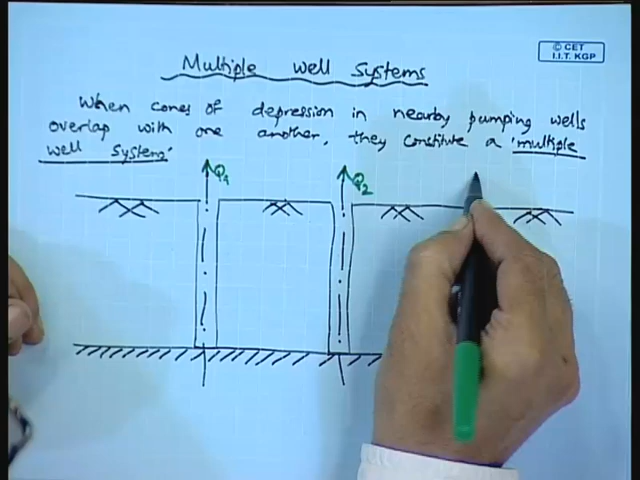 © CET
I.I.T. KGP
Multiple well Systems
When cones of depression in nearby pumping wells
overlap with one another, they constitute a 'multiple
well system'
Q1 Q2